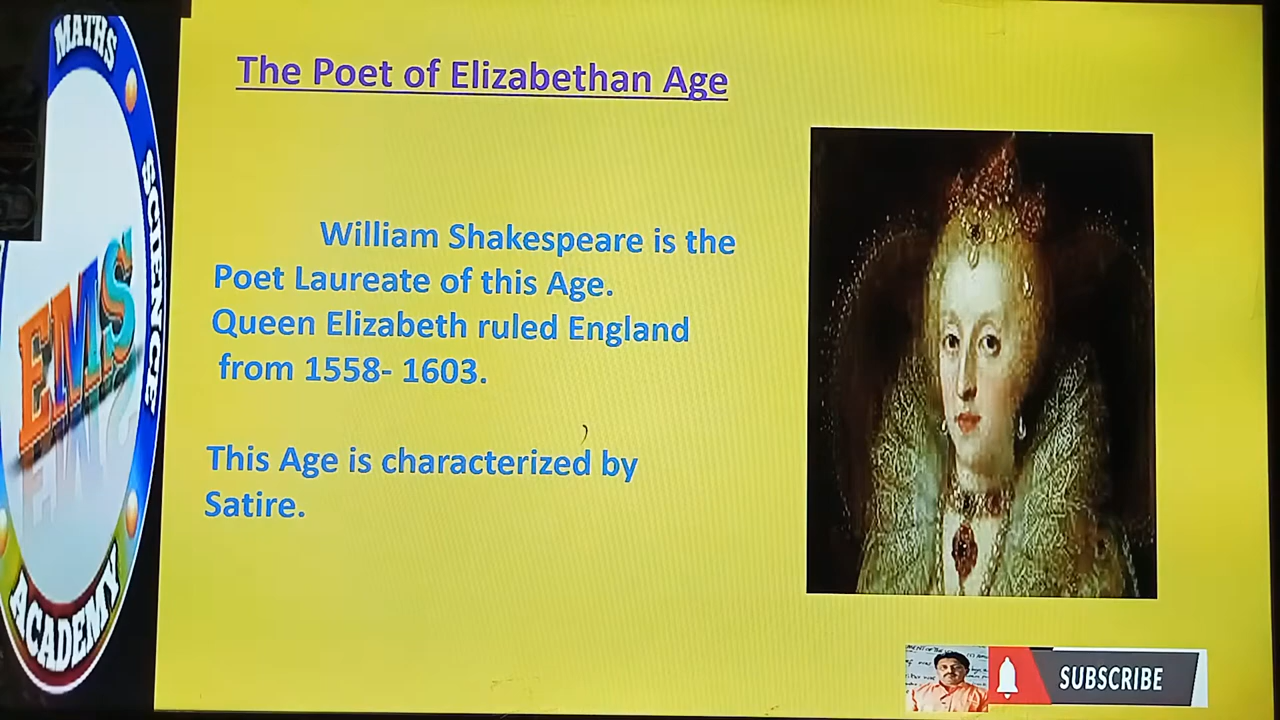 The Poet of Elizabethan Age
William Shakespeare is the
Poet Laureate of this Age.
Queen Elizabeth ruled England
from 1558- 1603.
This Age is characterized by
Satire.
MATHS
SCIENCE
EMS
ACADEMY
SUBSCRIBE